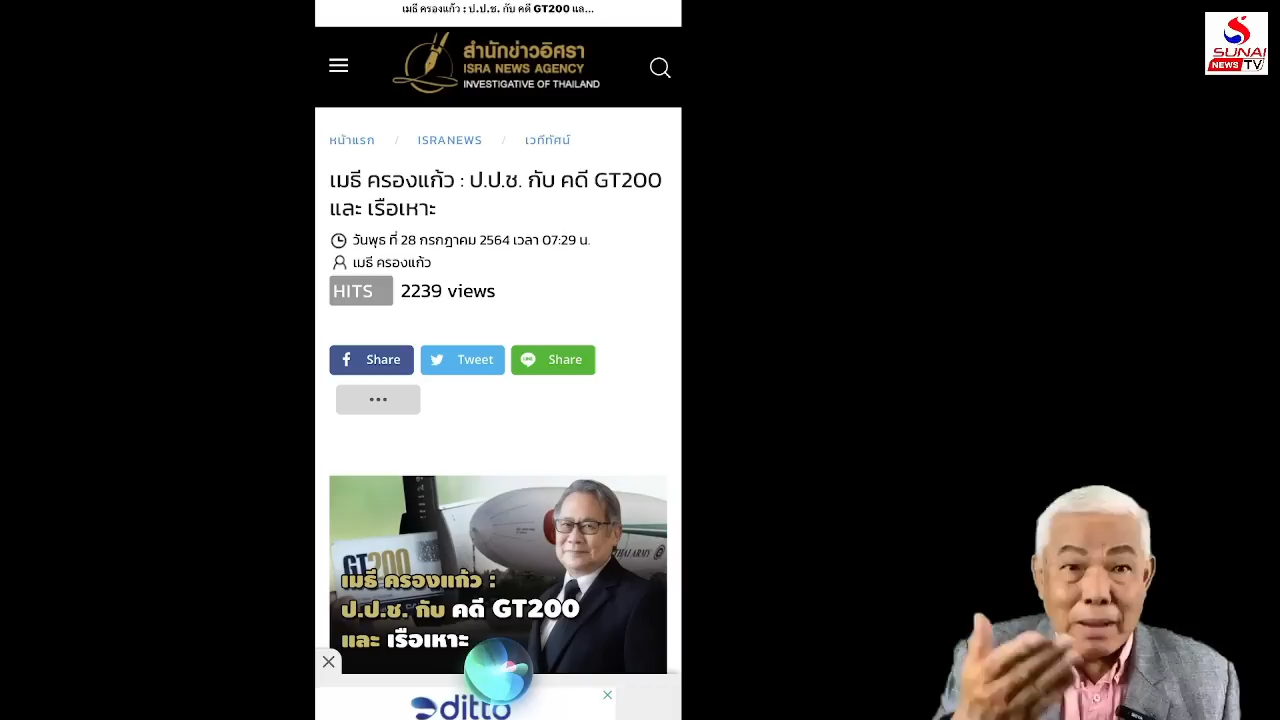 เมธี ครองแก้ว : ป.ป.ช. กับ คดี GT200 แล...
สำนักข่าวอิศรา
ISRA NEWS AGENCY
INVESTIGATIVE OF THAILAND
SUNAI
NEWS TV
หน้าแรก / ISRANEWS / เวทีทัศน์
เมธี ครองแก้ว : ป.ป.ช. กับ คดี GT200
และ เรือเหาะ
วันพุธ ที่ 28 กรกฎาคม 2564 เวลา 07:29 น.
เมธี ครองแก้ว
HITS 2239 views
Share Tweet Share
...
GT200
THAI ARMY
เมธี ครองแก้ว :
ป.ป.ช. กับ คดี GT200
และ เรือเหาะ
ditto